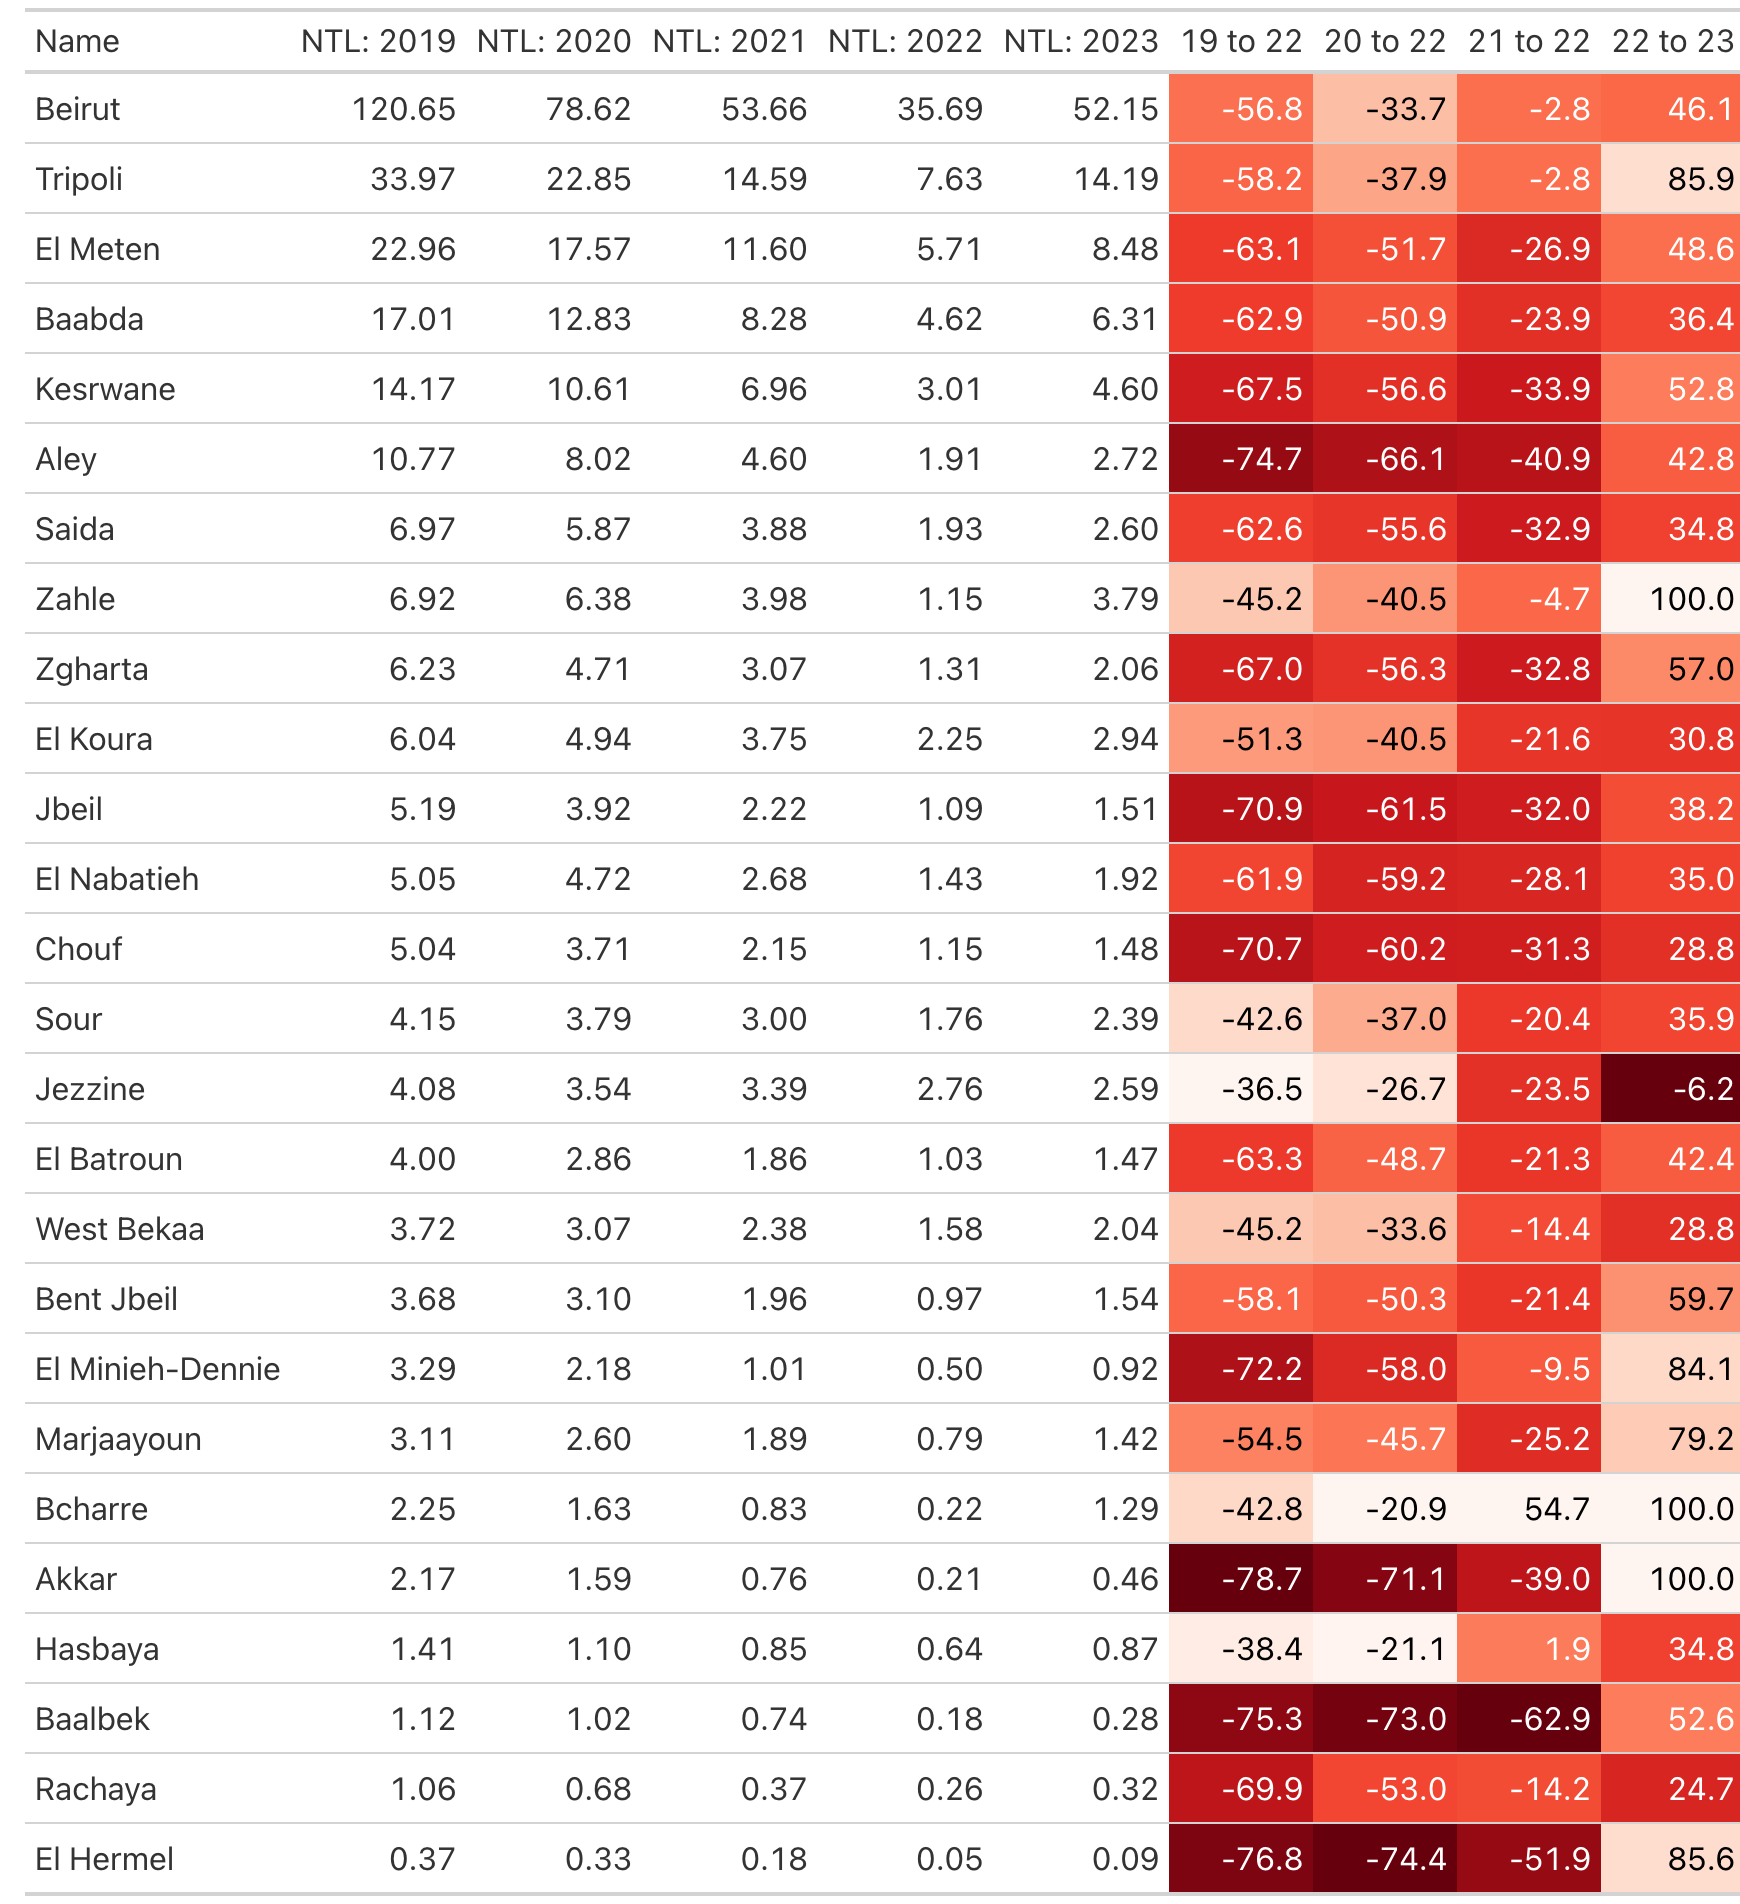 Name NTL: 2019 NTL: 2020 NTL: 2021 NTL: 2022 NTL: 2023 19 to 22 20 to 22 21 to 22 22 to 23
Beirut 120.65 78.62 53.66 35.69 52.15 -56.8 -33.7 -2.8 46.1
Tripoli 33.97 22.85 14.59 7.63 14.19 -58.2 -37.9 -2.8 85.9
El Meten 22.96 17.57 11.60 5.71 8.48 -63.1 -51.7 -26.9 48.6
Baabda 17.01 12.83 8.28 4.62 6.31 -62.9 -50.9 -23.9 36.4
Kesrwane 14.17 10.61 6.96 3.01 4.60 -67.5 -56.6 -33.9 52.8
Aley 10.77 8.02 4.60 1.91 2.72 -74.7 -66.1 -40.9 42.8
Saida 6.97 5.87 3.88 1.93 2.60 -62.6 -55.6 -32.9 34.8
Zahle 6.92 6.38 3.98 1.15 3.79 -45.2 -40.5 -4.7 100.0
Zgharta 6.23 4.71 3.07 1.31 2.06 -67.0 -56.3 -32.8 57.0
El Koura 6.04 4.94 3.75 2.25 2.94 -51.3 -40.5 -21.6 30.8
Jbeil 5.19 3.92 2.22 1.09 1.51 -70.9 -61.5 -32.0 38.2
El Nabatieh 5.05 4.72 2.68 1.43 1.92 -61.9 -59.2 -28.1 35.0
Chouf 5.04 3.71 2.15 1.15 1.48 -70.7 -60.2 -31.3 28.8
Sour 4.15 3.79 3.00 1.76 2.39 -42.6 -37.0 -20.4 35.9
Jezzine 4.08 3.54 3.39 2.76 2.59 -36.5 -26.7 -23.5 -6.2
El Batroun 4.00 2.86 1.86 1.03 1.47 -63.3 -48.7 -21.3 42.4
West Bekaa 3.72 3.07 2.38 1.58 2.04 -45.2 -33.6 -14.4 28.8
Bent Jbeil 3.68 3.10 1.96 0.97 1.54 -58.1 -50.3 -21.4 59.7
El Minieh-Dennie 3.29 2.18 1.01 0.50 0.92 -72.2 -58.0 -9.5 84.1
Marjaayoun 3.11 2.60 1.89 0.79 1.42 -54.5 -45.7 -25.2 79.2
Bcharre 2.25 1.63 0.83 0.22 1.29 -42.8 -20.9 54.7 100.0
Akkar 2.17 1.59 0.76 0.21 0.46 -78.7 -71.1 -39.0 100.0
Hasbaya 1.41 1.10 0.85 0.64 0.87 -38.4 -21.1 1.9 34.8
Baalbek 1.12 1.02 0.74 0.18 0.28 -75.3 -73.0 -62.9 52.6
Rachaya 1.06 0.68 0.37 0.26 0.32 -69.9 -53.0 -14.2 24.7
El Hermel 0.37 0.33 0.18 0.05 0.09 -76.8 -74.4 -51.9 85.6